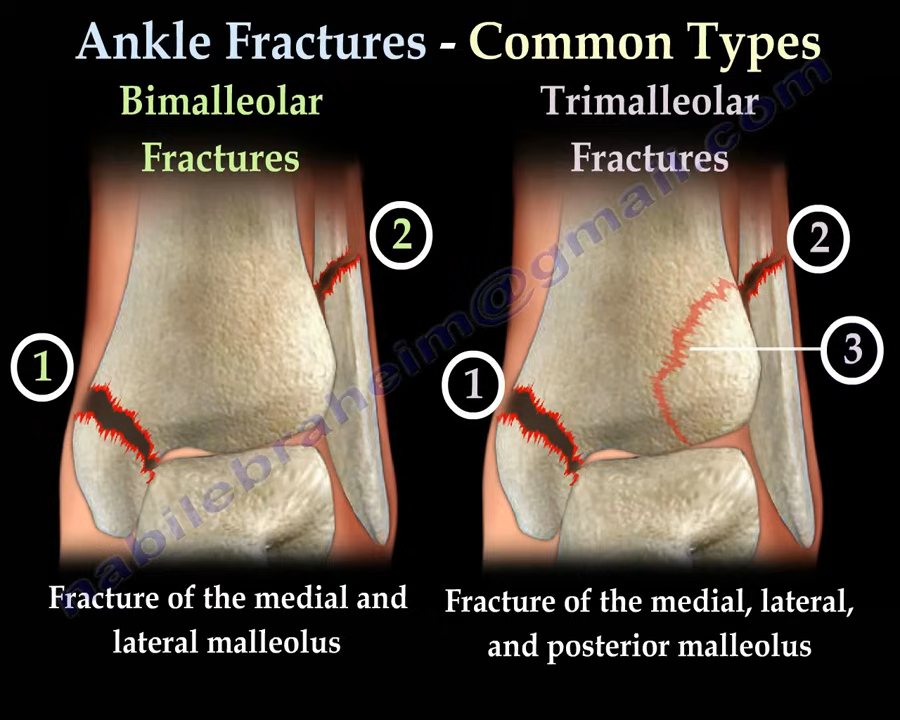 Ankle Fractures - Common Types
Bimalleolar
Fractures
1
2
Fracture of the medial and
lateral malleolus
Trimalleolar
Fractures
1
2
3
Fracture of the medial, lateral,
and posterior malleolus
nabilebraheim@gmail.com